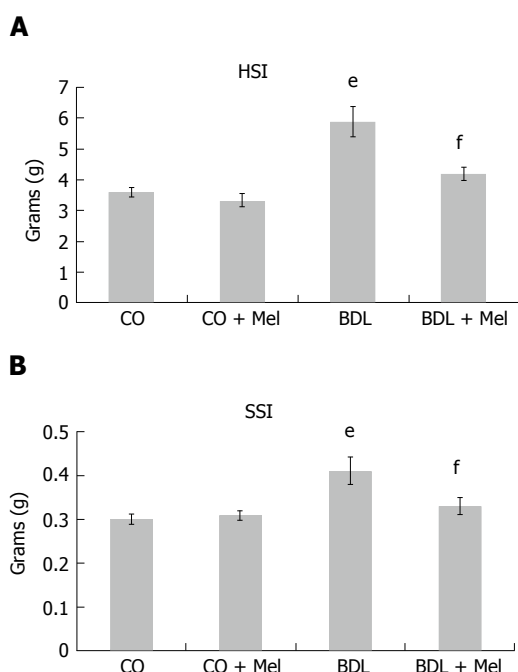 A
HSI
e
f
7
6
5
4
3
2
1
0
Grams (g)
CO CO + Mel BDL BDL + Mel
B
SSI
e
f
0.5
0.4
0.3
0.2
0.1
0
Grams (g)
CO CO + Mel BDL BDL + Mel